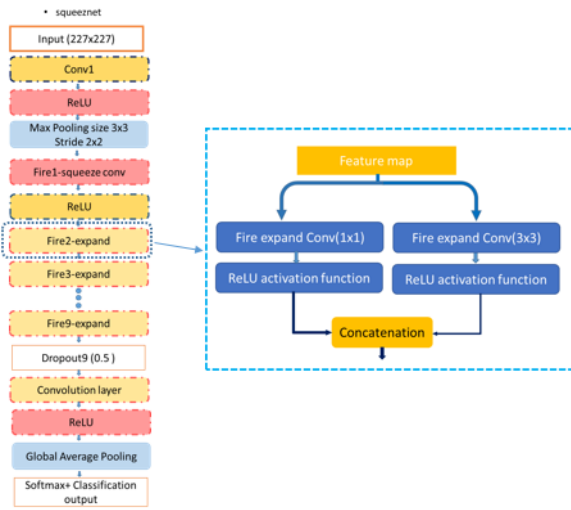 • squeeznet
Input (227x227)
Conv1
ReLU
Max Pooling size 3x3
Stride 2x2
Fire1-squeeze conv
ReLU
Fire2-expand
Fire3-expand
Fire9-expand
Dropout9 (0.5 )
Convolution layer
ReLU
Global Average Pooling
Softmax+ Classification
output
Feature map
Fire expand Conv(1x1)
Fire expand Conv(3x3)
ReLU activation function
ReLU activation function
Concatenation